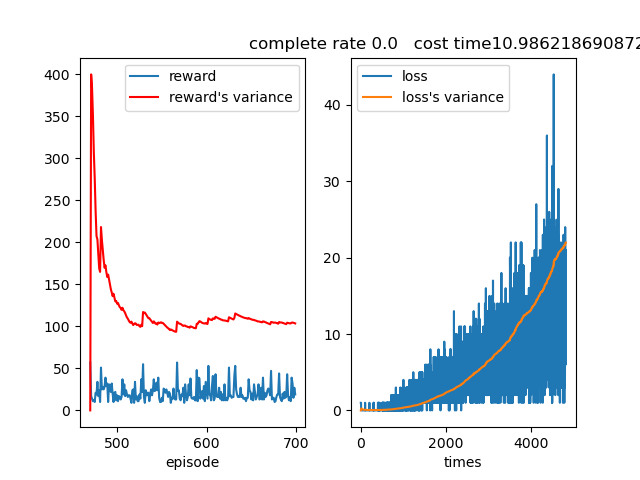 complete rate 0.0   cost time10.986218690872
reward
reward's variance
400
350
300
250
200
150
100
50
0
500
600
700
episode
loss
loss's variance
40
30
20
10
0
0
2000
4000
times